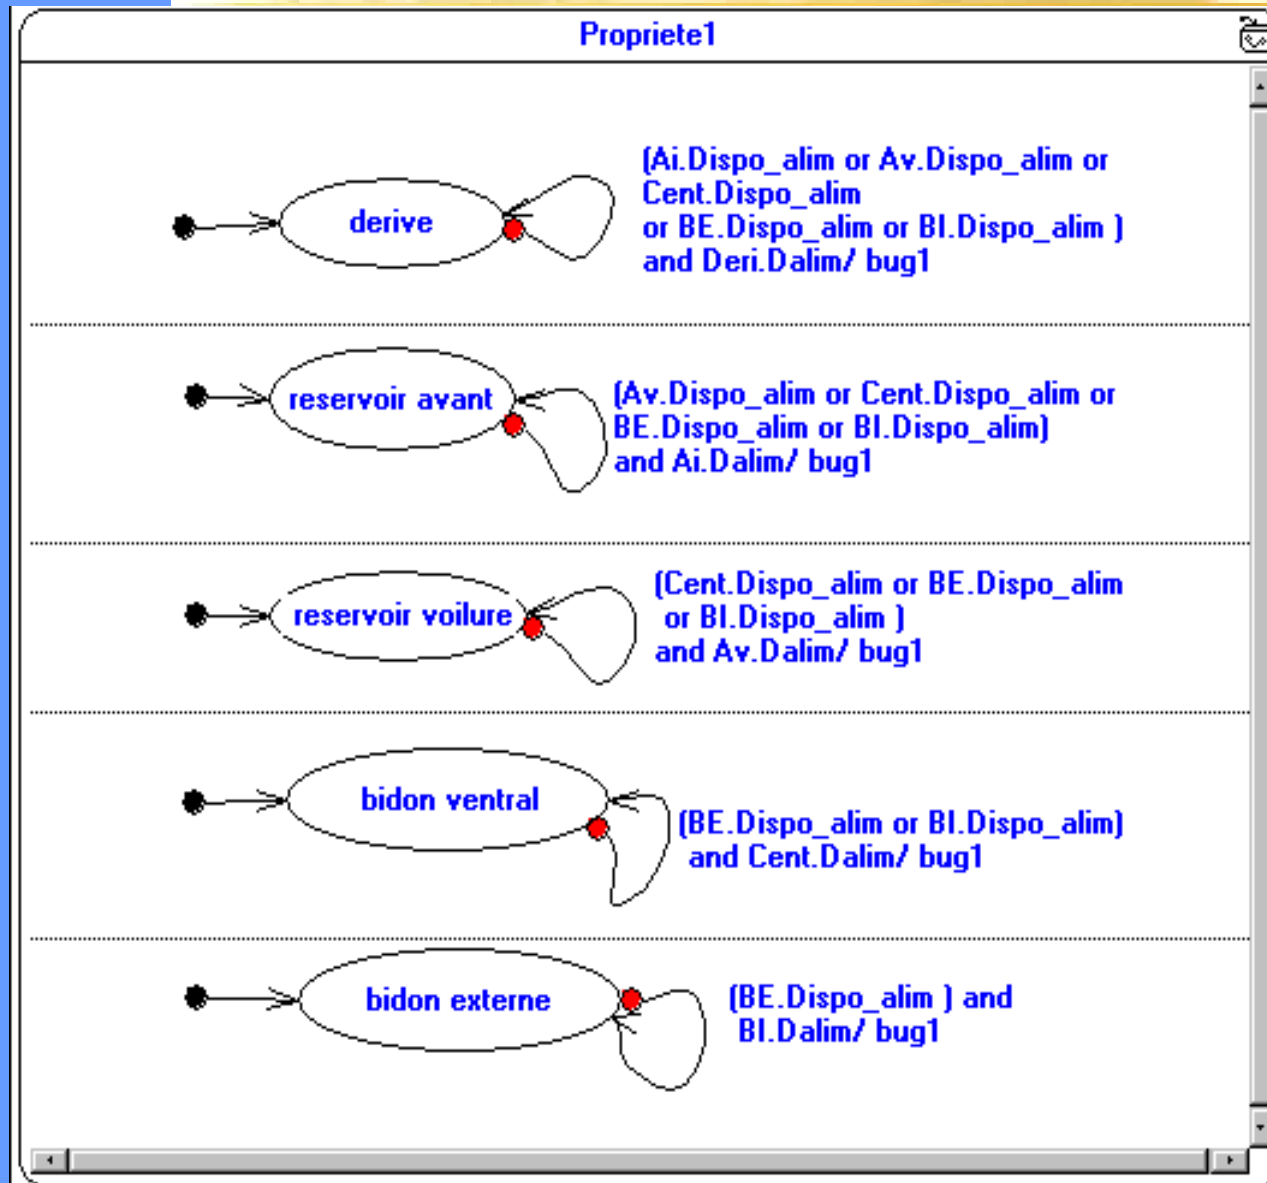 Propriete1
derive
(Ai.Dispo_alim or Av.Dispo_alim or
Cent.Dispo_alim
or BE.Dispo_alim or BI.Dispo_alim )
and Deri.Dalim/ bug1
reservoir avant
(Av.Dispo_alim or Cent.Dispo_alim or
BE.Dispo_alim or BI.Dispo_alim)
and Ai.Dalim/ bug1
reservoir voilure
(Cent.Dispo_alim or BE.Dispo_alim
or BI.Dispo_alim )
and Av.Dalim/ bug1
bidon ventral
(BE.Dispo_alim or BI.Dispo_alim)
and Cent.Dalim/ bug1
bidon externe
(BE.Dispo_alim ) and
BI.Dalim/ bug1